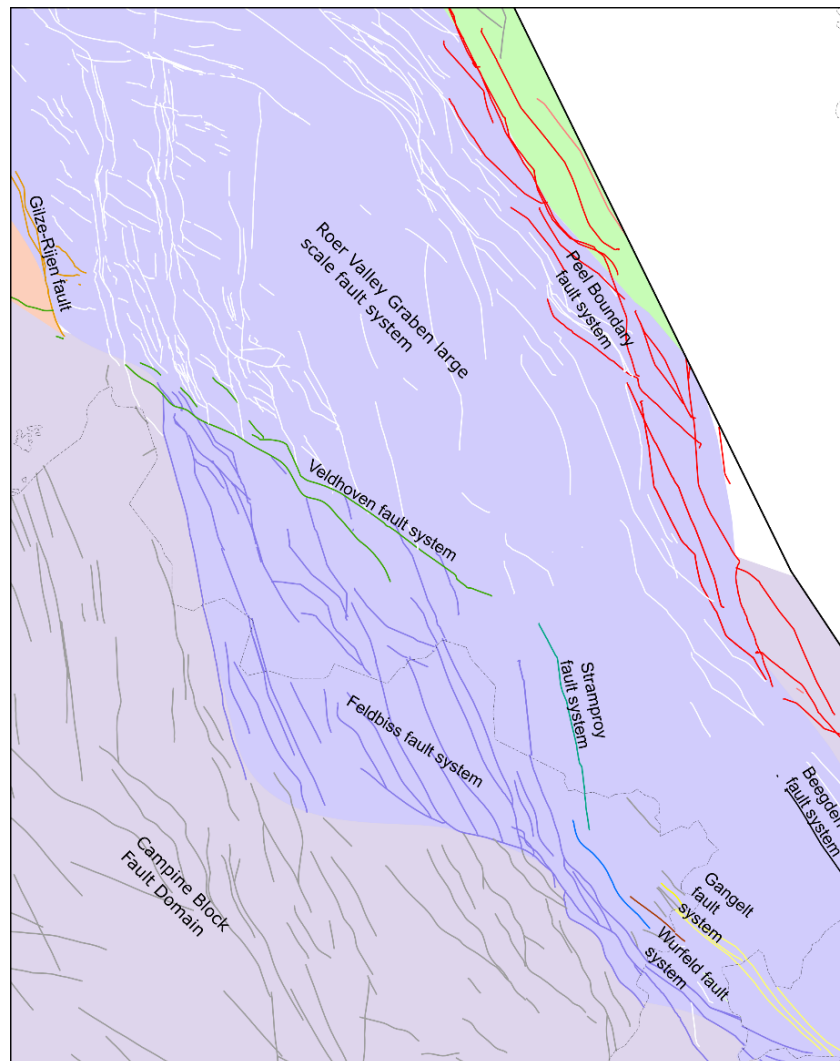 Gilze-Rijen fault
Roer Valley Graben large
scale fault system
Peel Boundary
fault system
Veldhoven fault system
Stramproy
fault system
Feldbiss fault system
Beegden
fault system
Campine Block
Fault Domain
Gangelt
fault
system
Wurfeld fault
system